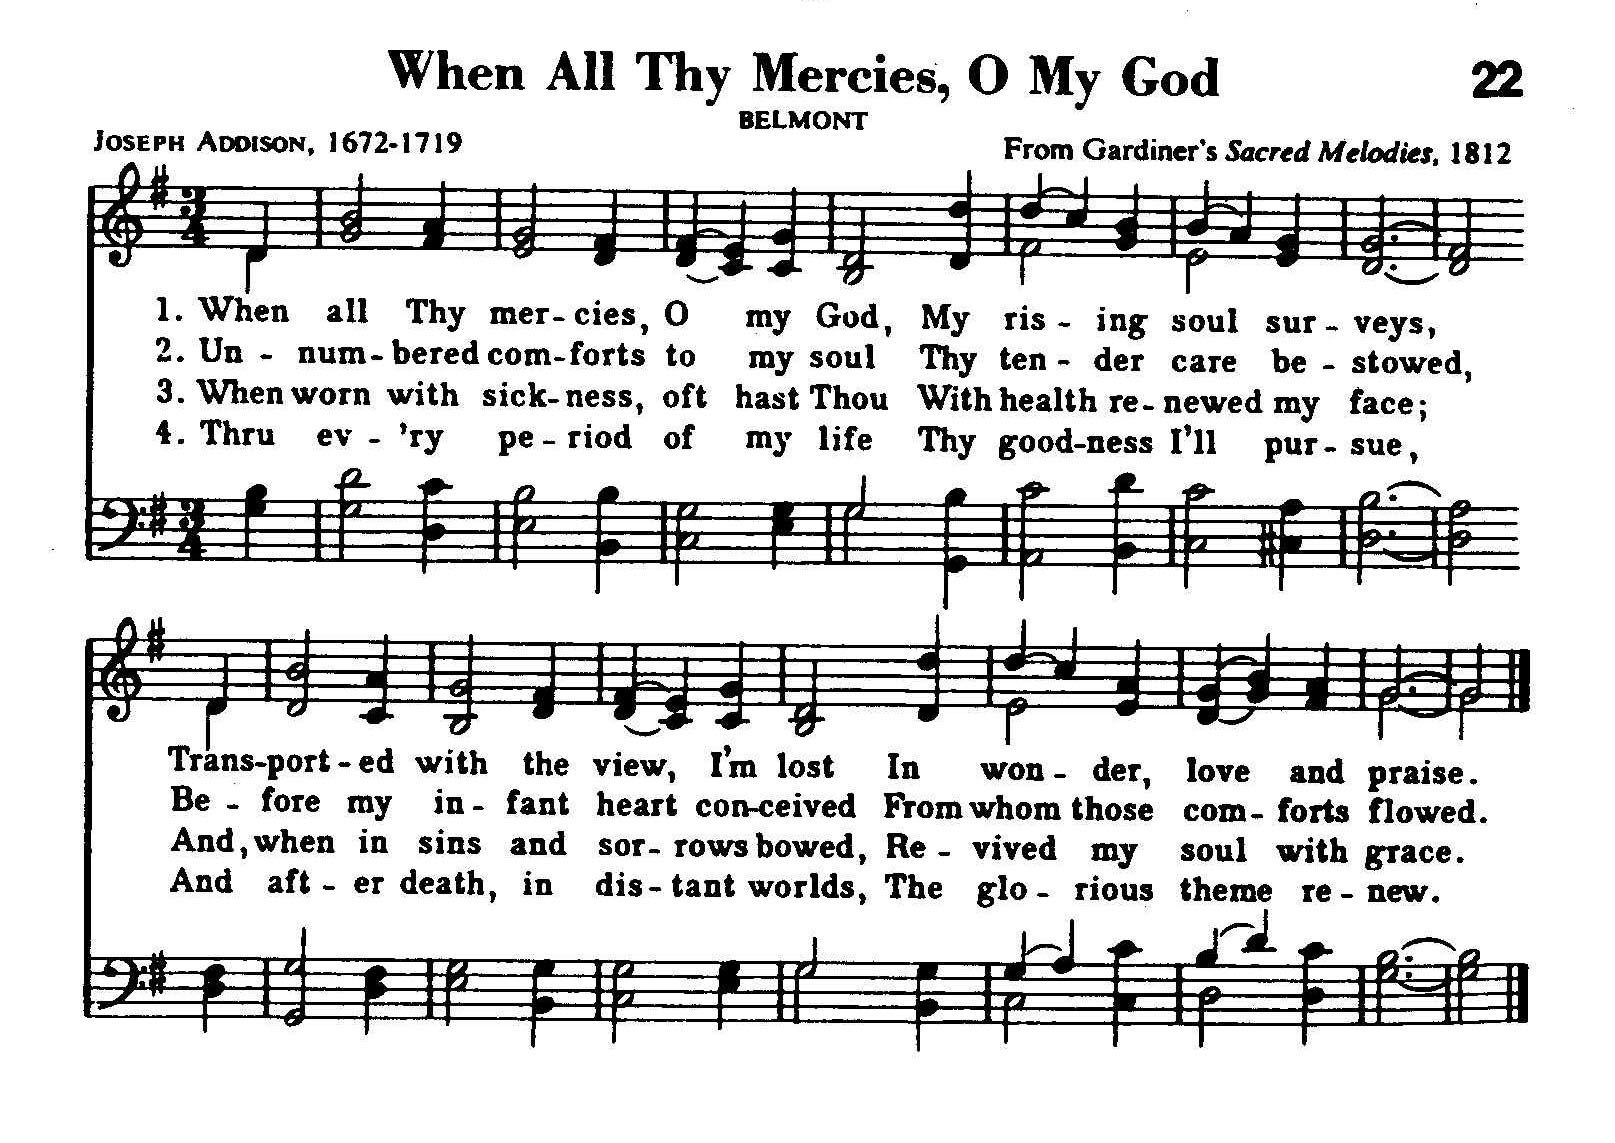 When All Thy Mercies, O My God 22
BELMONT
JOSEPH ADDISON, 1672-1719 From Gardiner's Sacred Melodies, 1812
1. When all Thy mer-cies, O my God, My ris-ing soul sur-veys,
2. Un-num-bered com-forts to my soul Thy ten-der care be-stowed,
3. When worn with sick-ness, oft hast Thou With health re-newed my face;
4. Thru ev-'ry pe-riod of my life Thy good-ness I'll pur-sue,
Trans-port-ed with the view, I'm lost In won-der, love and praise.
Be-fore my in-fant heart con-ceived From whom those com-forts flowed.
And, when in sins and sor-rows bowed, Re-vived my soul with grace.
And aft-er death, in dis-tant worlds, The glo-rious theme re-new.